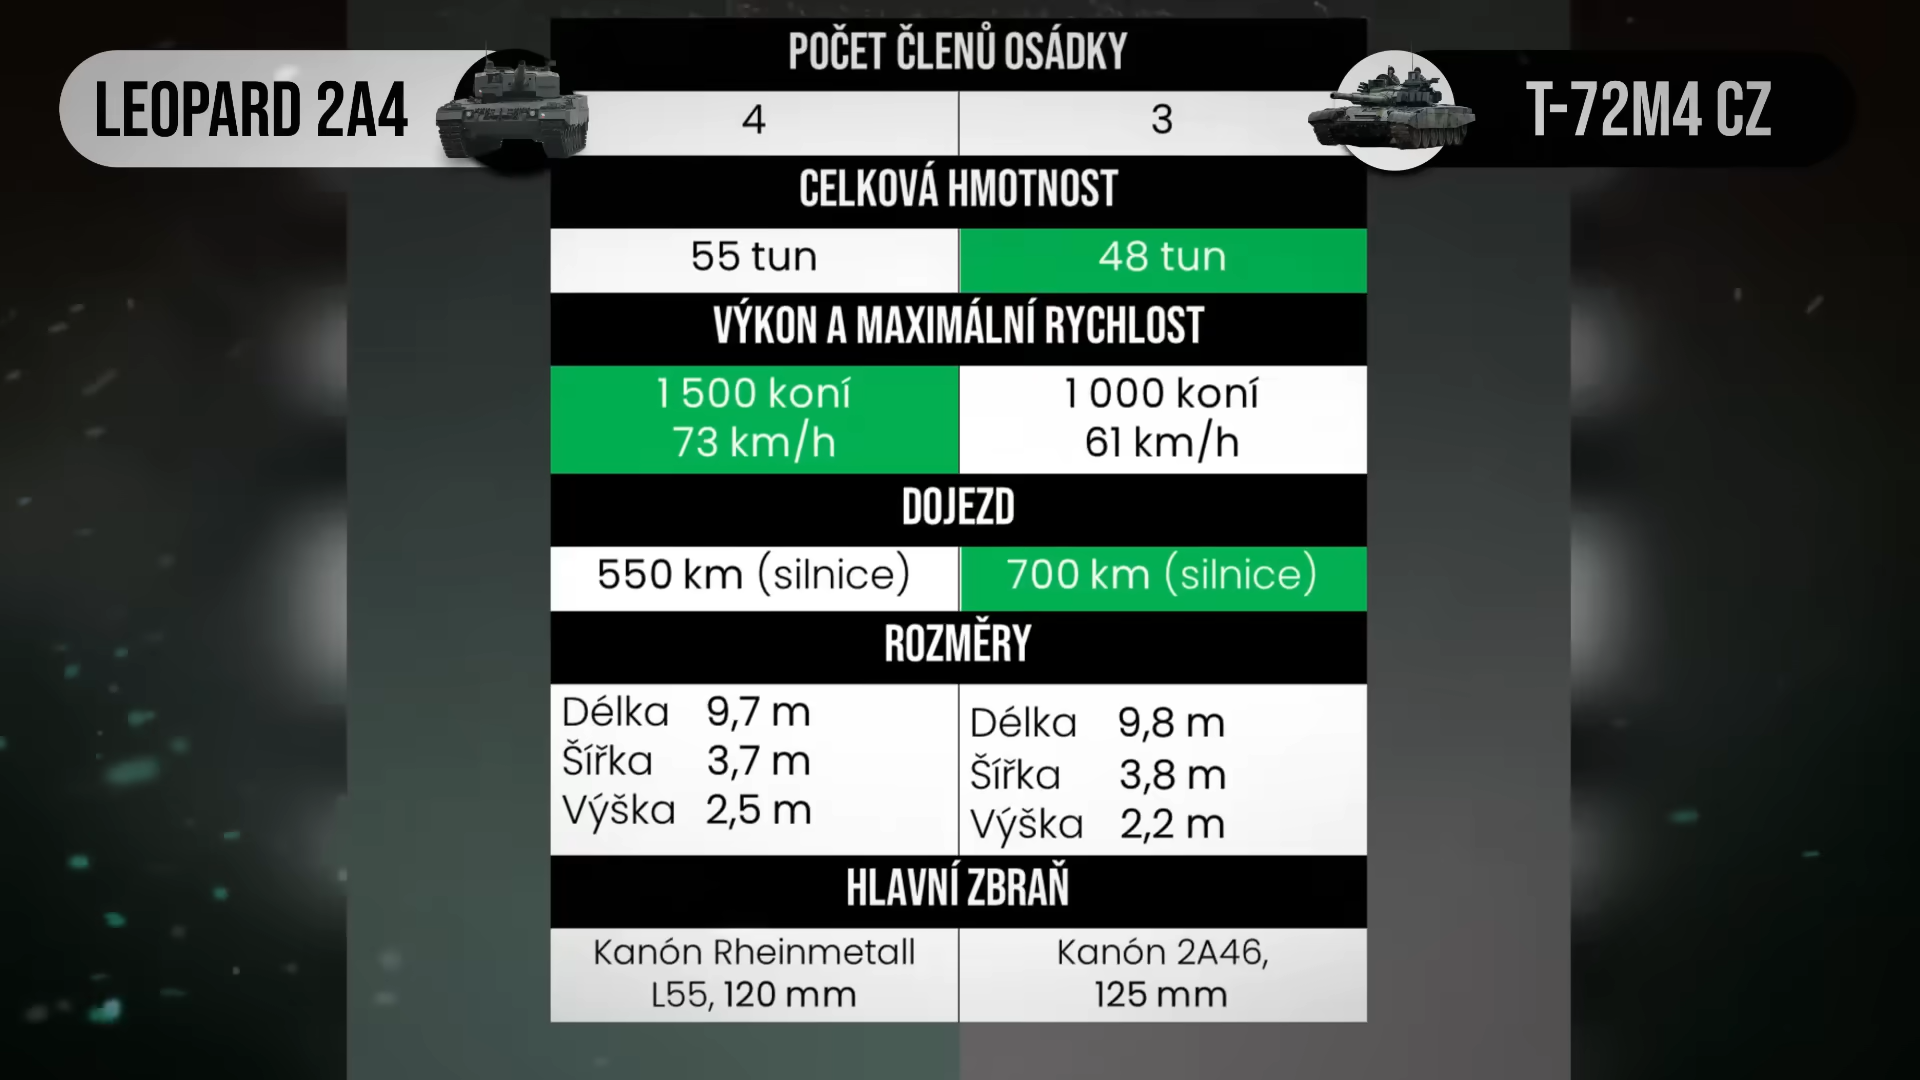 LEOPARD 2A4
T-72M4 CZ
POČET ČLENŮ OSÁDKY
4
3
CELKOVÁ HMOTNOST
55 tun
48 tun
VÝKON A MAXIMÁLNÍ RYCHLOST
1 500 koní
73 km/h
1 000 koní
61 km/h
DOJEZD
550 km (silnice)
700 km (silnice)
ROZMĚRY
Délka 9,7 m
Šířka 3,7 m
Výška 2,5 m
Délka 9,8 m
Šířka 3,8 m
Výška 2,2 m
HLAVNÍ ZBRAŇ
Kanón Rheinmetall
L55, 120 mm
Kanón 2A46,
125 mm